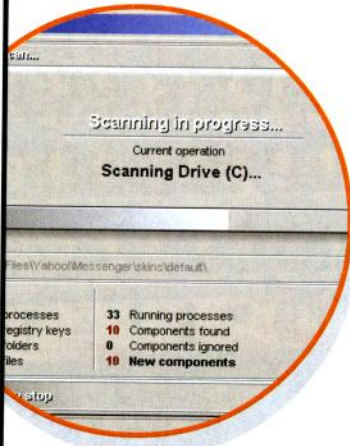 Scanning in progress...
Current operation
Scanning Drive (C)...
Files\Yahoo!Messenger\skins\default\
processes 33 Running processes
registry keys 10 Components found
folders 0 Components ignored
files 10 New components
stop